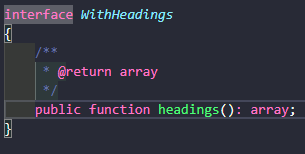 interface WithHeadings
{
/**
* @return array
*/
public function headings(): array;
}